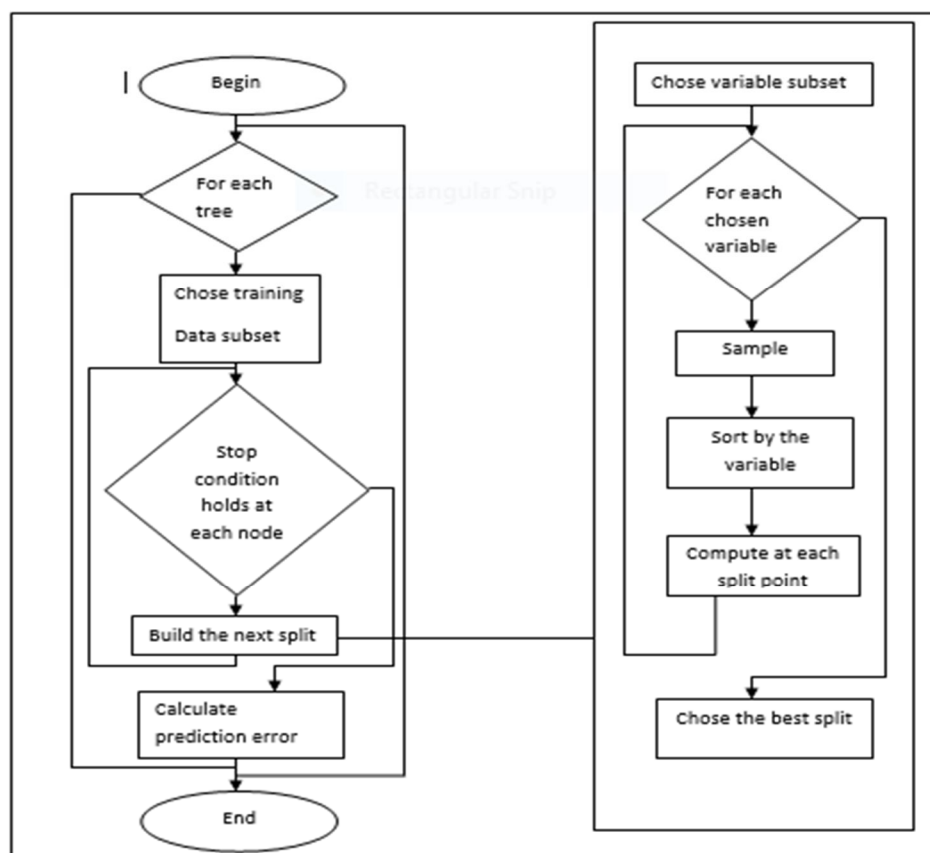 Begin
For each
tree
Rectangular Snip
Chose training
Data subset
Stop
condition
holds at
each node
Build the next split
Calculate
prediction error
End
Chose variable subset
For each
chosen
variable
Sample
Sort by the
variable
Compute at each
split point
Chose the best split